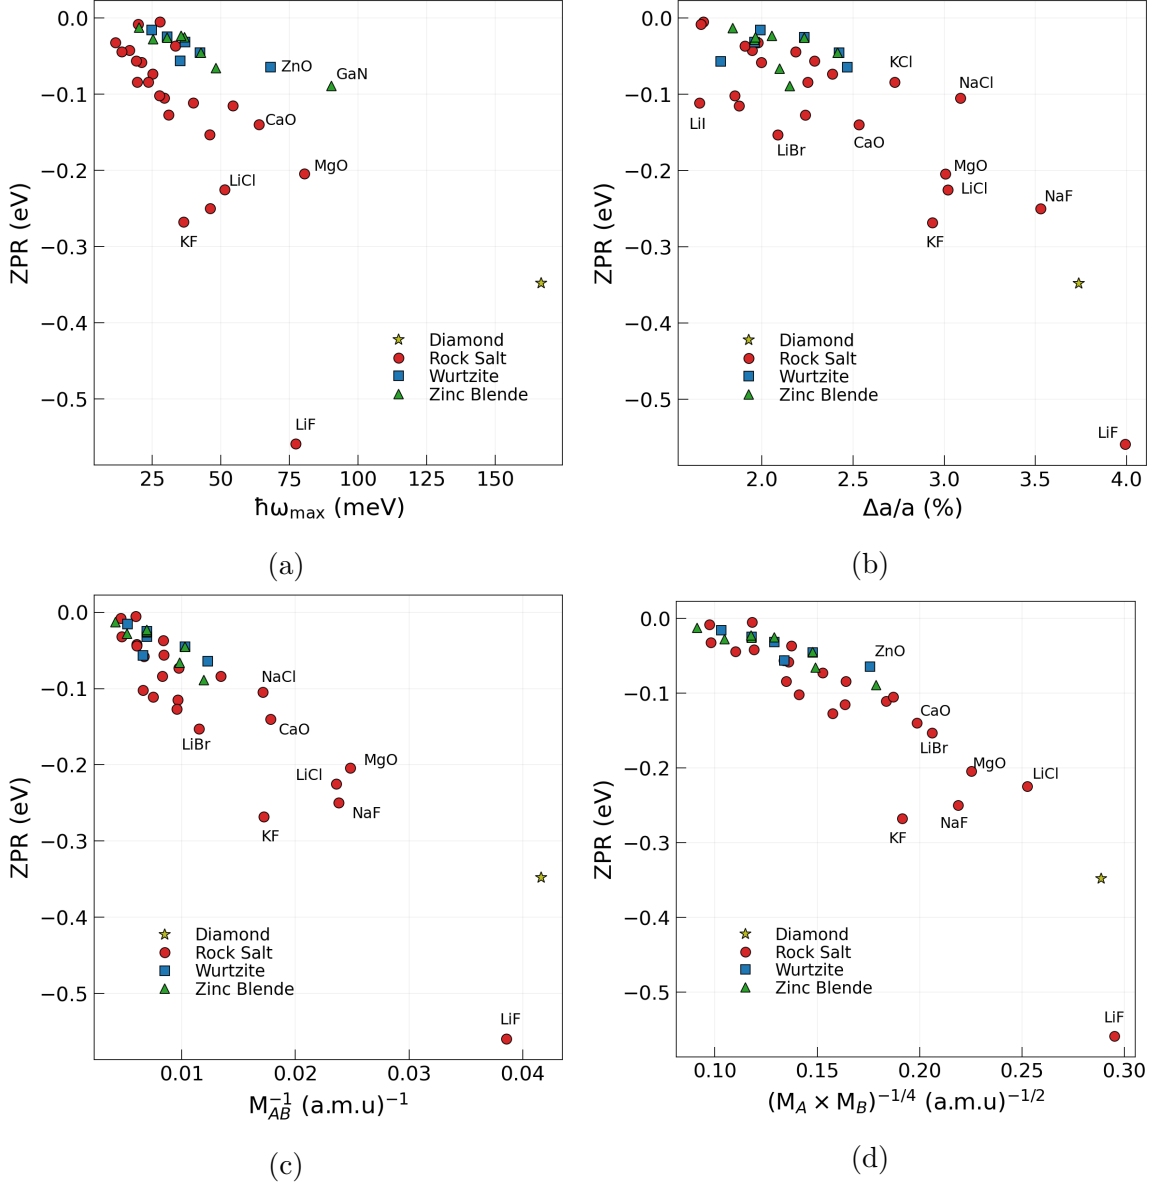 0.0
−0.1
−0.2
−0.3
−0.4
−0.5
ZPR (eV)
ZnO
GaN
CaO
MgO
LiCl
KF
LiF
Diamond
Rock Salt
Wurtzite
Zinc Blende
25 50 75 100 125 150
ħω_max (meV)
(a)
0.0
−0.1
−0.2
−0.3
−0.4
−0.5
ZPR (eV)
KCl
NaCl
LiI
LiBr
CaO
MgO
LiCl
NaF
KF
LiF
Diamond
Rock Salt
Wurtzite
Zinc Blende
2.0 2.5 3.0 3.5 4.0
Δa/a (%)
(b)
0.0
−0.1
−0.2
−0.3
−0.4
−0.5
ZPR (eV)
NaCl
CaO
LiBr
MgO
LiCl
NaF
KF
LiF
Diamond
Rock Salt
Wurtzite
Zinc Blende
0.01 0.02 0.03 0.04
M_{AB}^{−1} (a.m.u)^{−1}
(c)
0.0
−0.1
−0.2
−0.3
−0.4
−0.5
ZPR (eV)
ZnO
CaO
LiBr
MgO
LiCl
NaF
KF
LiF
Diamond
Rock Salt
Wurtzite
Zinc Blende
0.10 0.15 0.20 0.25 0.30
(M_A × M_B)^{−1/4} (a.m.u)^{−1/2}
(d)